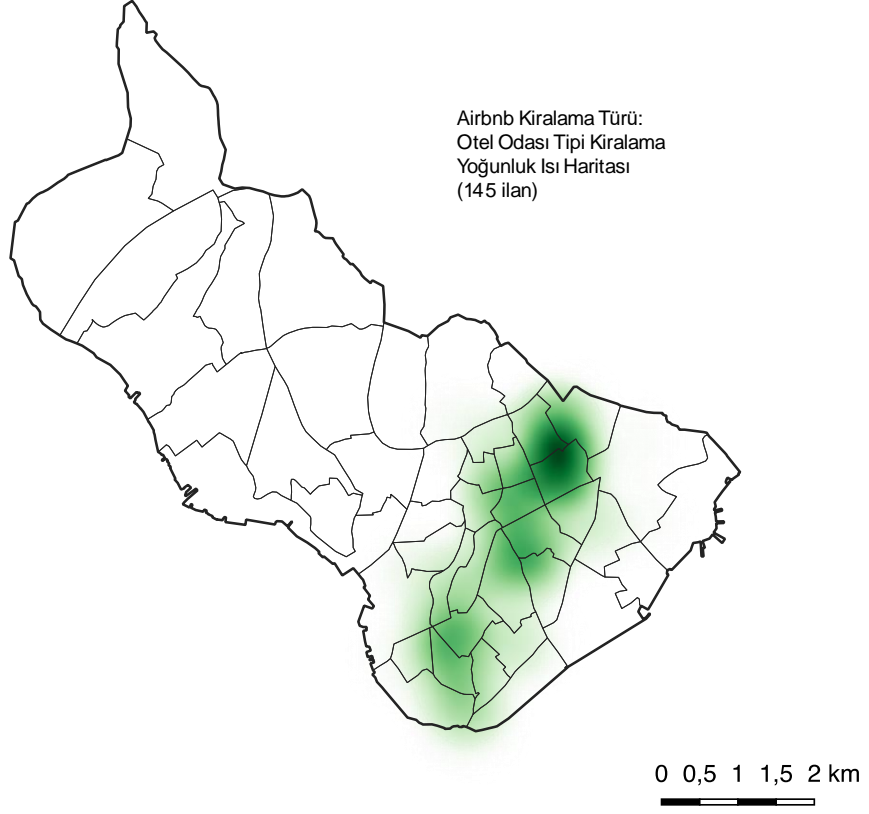 Airbnb Kiralama Türü:
Otel Odası Tipi Kiralama
Yoğunluk Isı Haritası
(145 ilan)
0 0,5 1 1,5 2 km